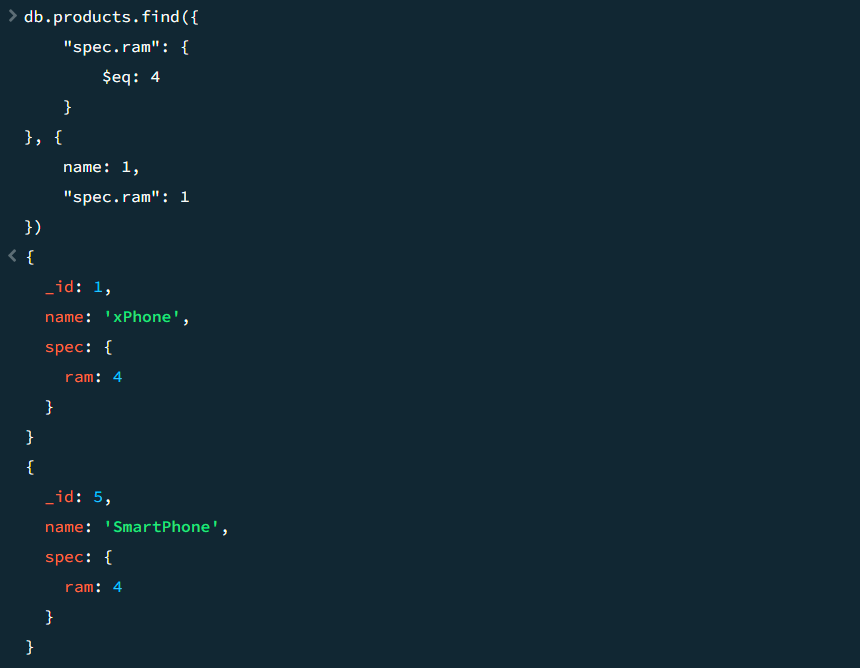 > db.products.find({
    "spec.ram": {
        $eq: 4
    }
}, {
    name: 1,
    "spec.ram": 1
})
< {
  _id: 1,
  name: 'xPhone',
  spec: {
    ram: 4
  }
}
{
  _id: 5,
  name: 'SmartPhone',
  spec: {
    ram: 4
  }
}